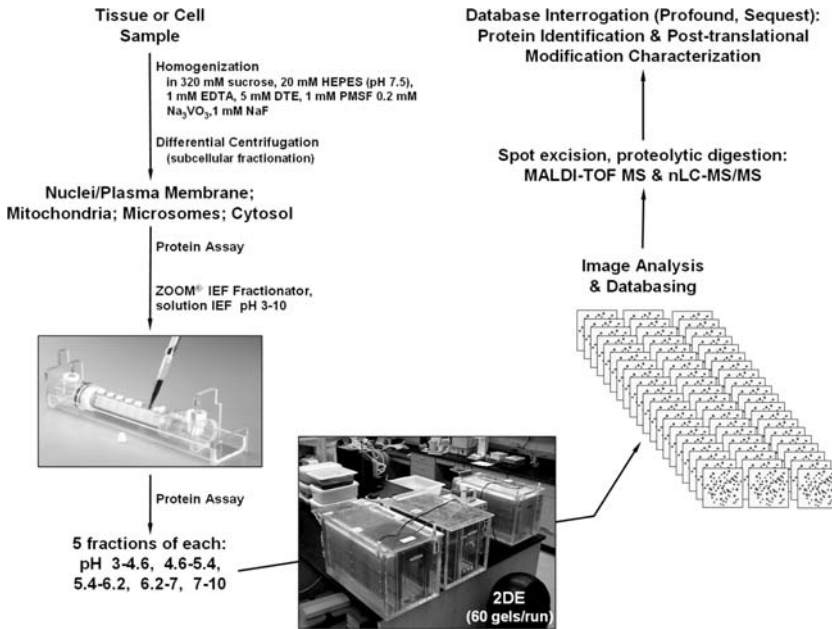 Tissue or Cell
Sample
Homogenization
in 320 mM sucrose, 20 mM HEPES (pH 7.5),
1 mM EDTA, 5 mM DTE, 1 mM PMSF 0.2 mM
Na₃VO₃,1 mM NaF
Differential Centrifugation
(subcellular fractionation)
Nuclei/Plasma Membrane;
Mitochondria; Microsomes; Cytosol
Protein Assay
ZOOM® IEF Fractionator,
solution IEF pH 3-10
Protein Assay
5 fractions of each:
pH 3-4.6, 4.6-5.4,
5.4-6.2, 6.2-7, 7-10
2DE
(60 gels/run)
Image Analysis
& Databasing
Spot excision, proteolytic digestion:
MALDI-TOF MS & nLC-MS/MS
Database Interrogation (Profound, Sequest):
Protein Identification & Post-translational
Modification Characterization